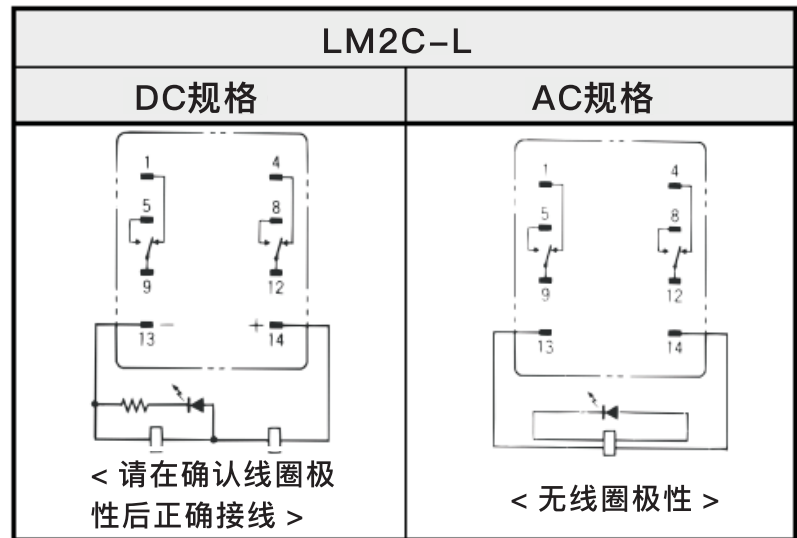 LM2C-L
DC规格
AC规格
1 4
5 8
9 12
13 − + 14
< 请在确认线圈极
性后正确接线 >
1 4
5 8
9 12
13 14
< 无线圈极性 >